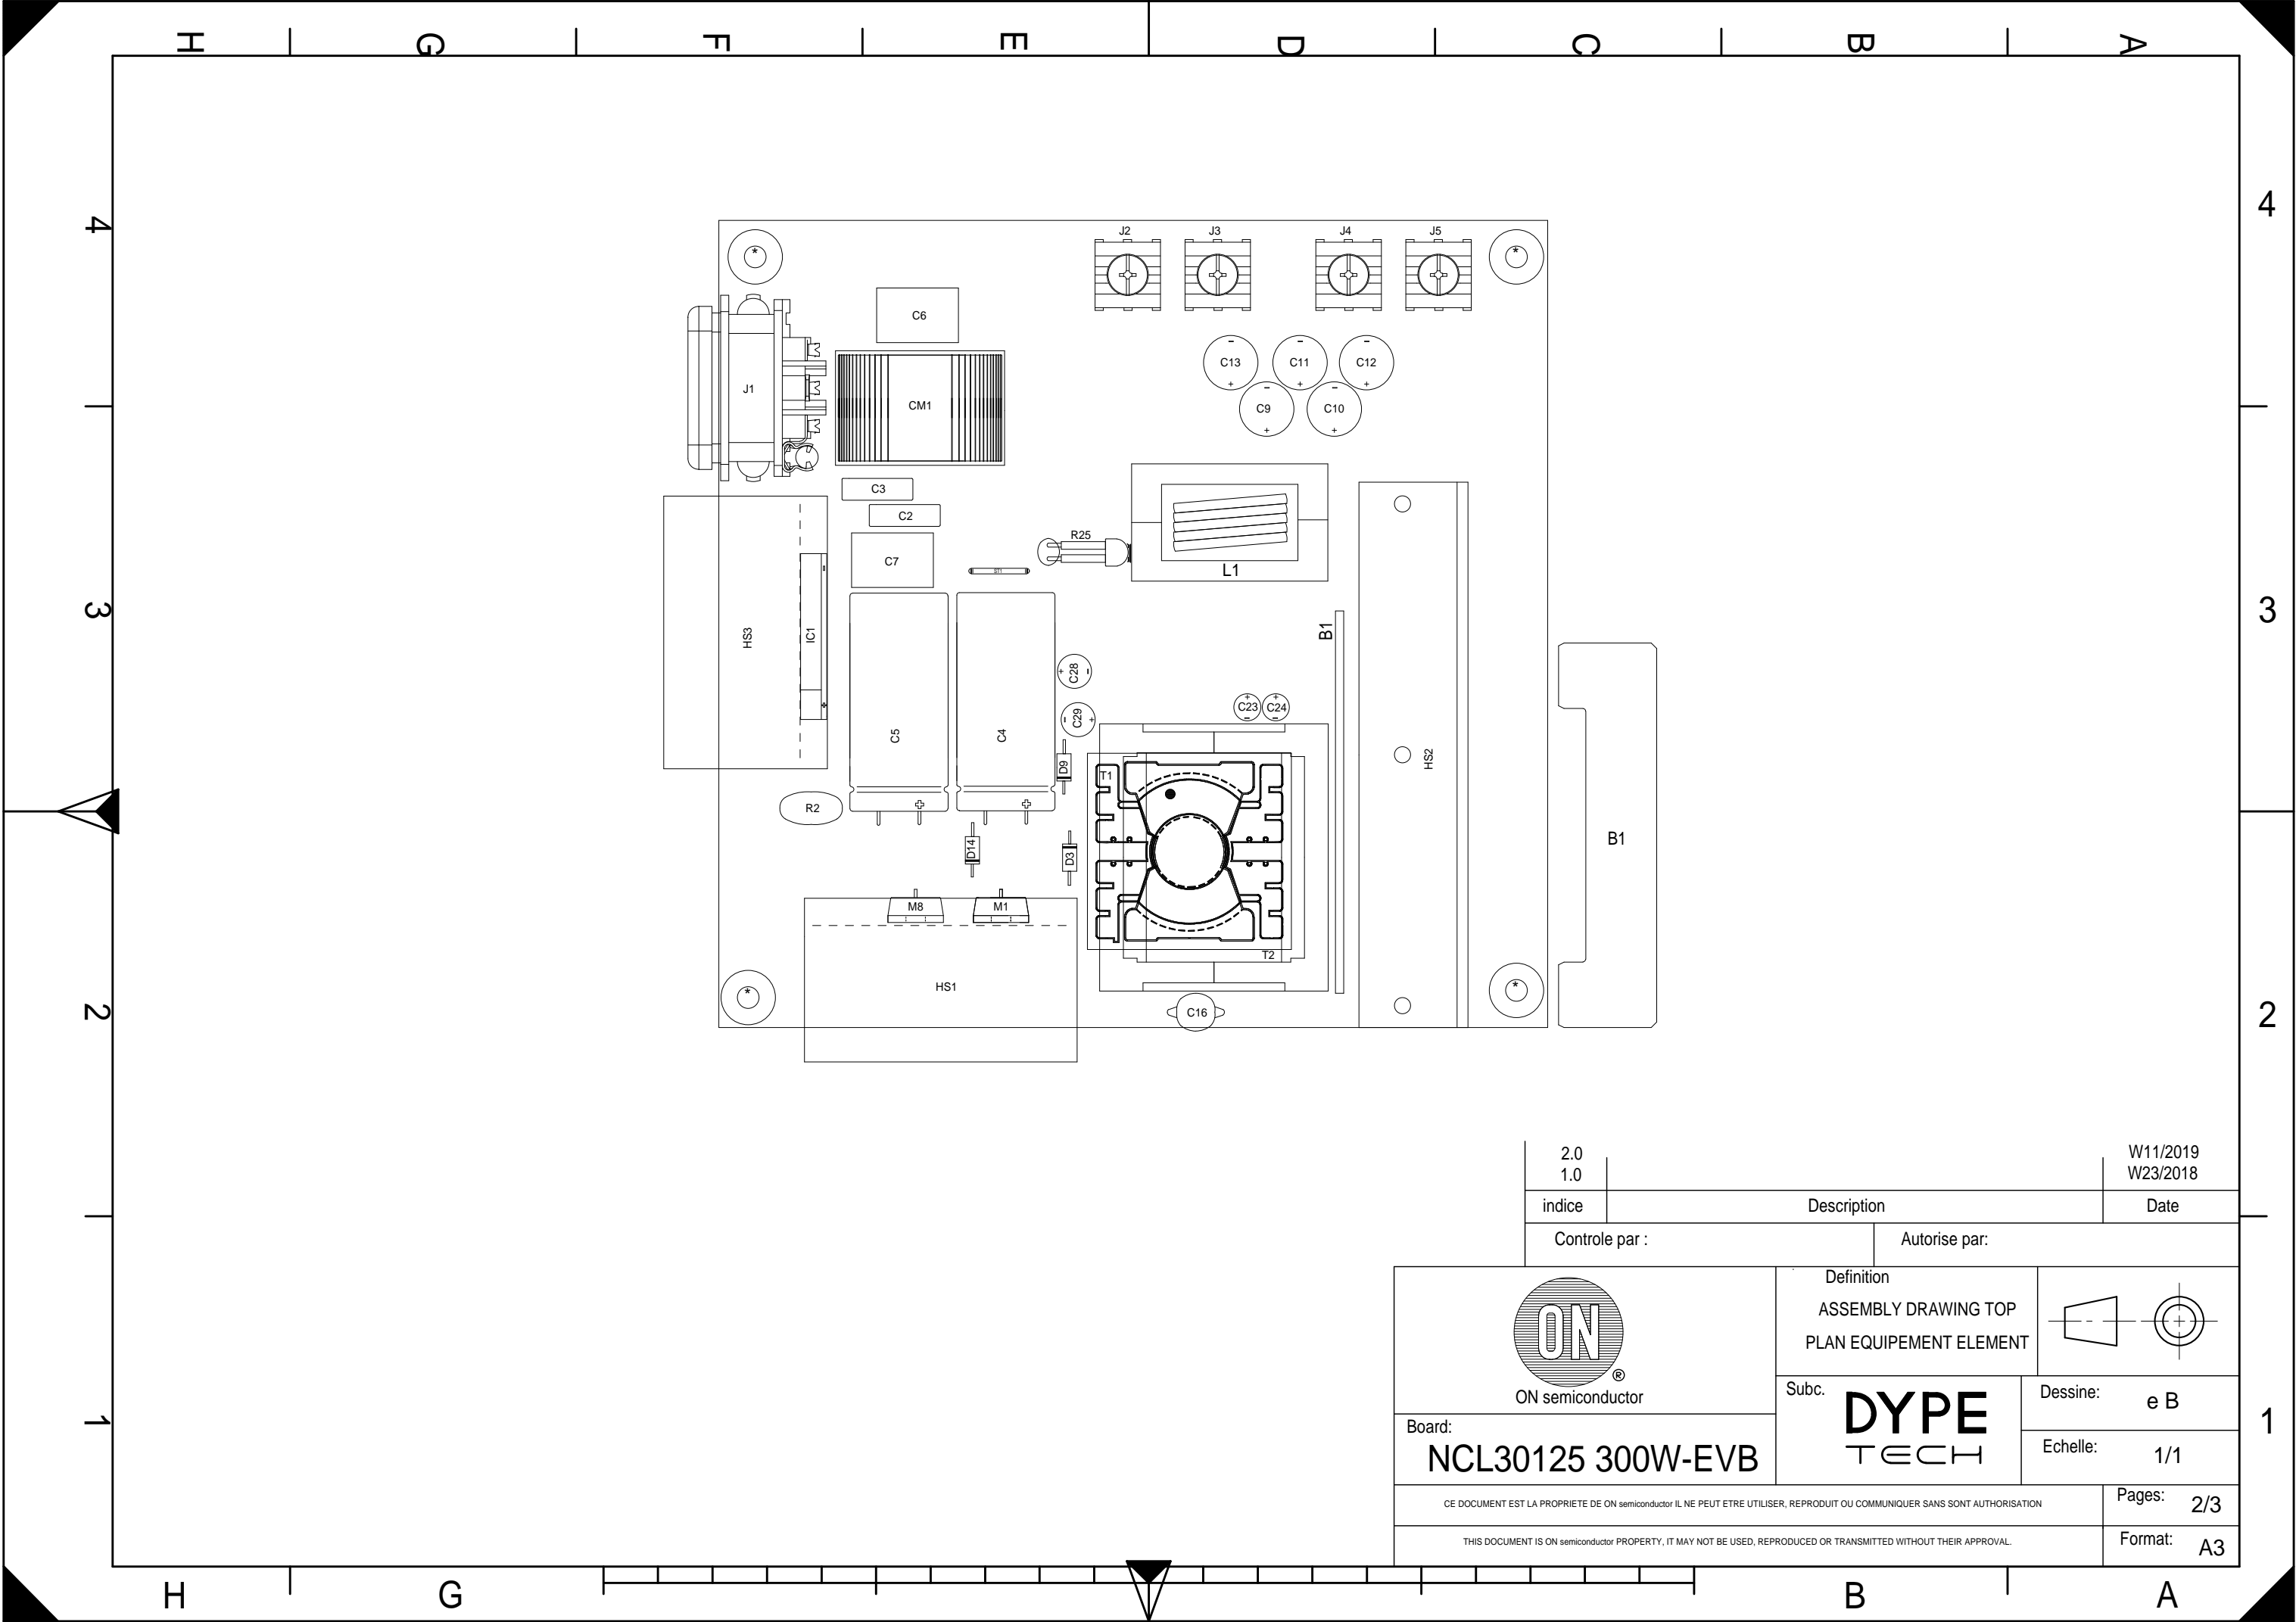 H G F E D C B A
4 4
J2 J3 J4 J5
* *
C6
C13 C11 C12
J1
CM1
C9 C10
C3
C2
R25
C7
ST1
L1
3 3
HS3
IC1
B1
C28
C23 C24
C29
C5
C4
HS2
D9
T1
R2
B1
D14
D3
M8 M1
T2
HS1
* *
C16
2 2
2.0 W11/2019
1.0 W23/2018
indice Description Date
Controle par : Autorise par:
Definition
ASSEMBLY DRAWING TOP
PLAN EQUIPEMENT ELEMENT
ON
®
ON semiconductor
Subc.
DYPE
TECH
Dessine: e B
Board:
NCL30125 300W-EVB
Echelle: 1/1
1 1
CE DOCUMENT EST LA PROPRIETE DE ON semiconductor IL NE PEUT ETRE UTILISER, REPRODUIT OU COMMUNIQUER SANS SONT AUTHORISATION
Pages: 2/3
THIS DOCUMENT IS ON semiconductor PROPERTY, IT MAY NOT BE USED, REPRODUCED OR TRANSMITTED WITHOUT THEIR APPROVAL.
Format: A3
H G B A